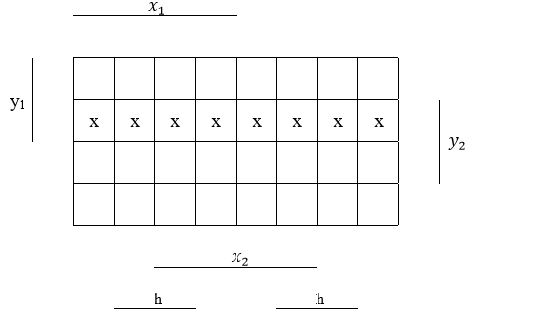 x₁
y₁
x x x x x x x x
y₂
x₂
h h